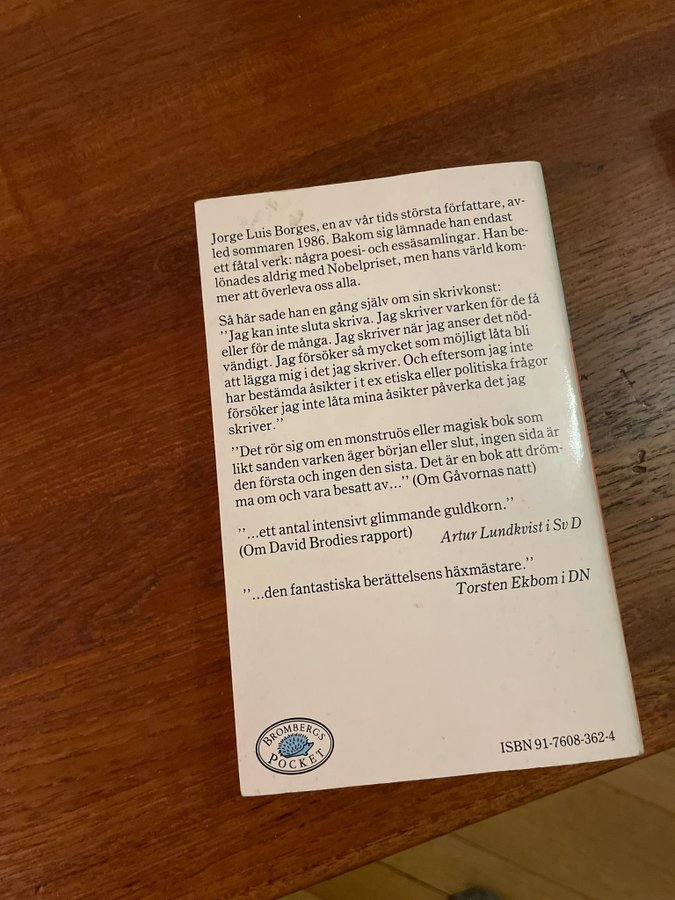 Jorge Luis Borges, en av vår tids största författare, av-
led sommaren 1986. Bakom sig lämnade han endast
ett fåtal verk: några poesi- och essäsamlingar. Han be-
lönades aldrig med Nobelpriset, men hans värld kom-
mer att överleva oss alla.
Så här sade han en gång själv om sin skrivkonst:
''Jag kan inte sluta skriva. Jag skriver varken för de få
eller för de många. Jag skriver när jag anser det nöd-
vändigt. Jag försöker så mycket som möjligt låta bli
att lägga mig i det jag skriver. Och eftersom jag inte
har bestämda åsikter i t ex etiska eller politiska frågor
försöker jag inte låta mina åsikter påverka det jag
skriver.''
''Det rör sig om en monstruös eller magisk bok som
likt sanden varken äger början eller slut, ingen sida är
den första och ingen den sista. Det är en bok att dröm-
ma om och vara besatt av...'' (Om Gåvornas natt)
''...ett antal intensivt glimmande guldkorn.''
(Om David Brodies rapport) Artur Lundkvist i Sv D
''...den fantastiska berättelsens häxmästare.''
Torsten Ekbom i DN
BROMBERGS
POCKET
ISBN 91-7608-362-4